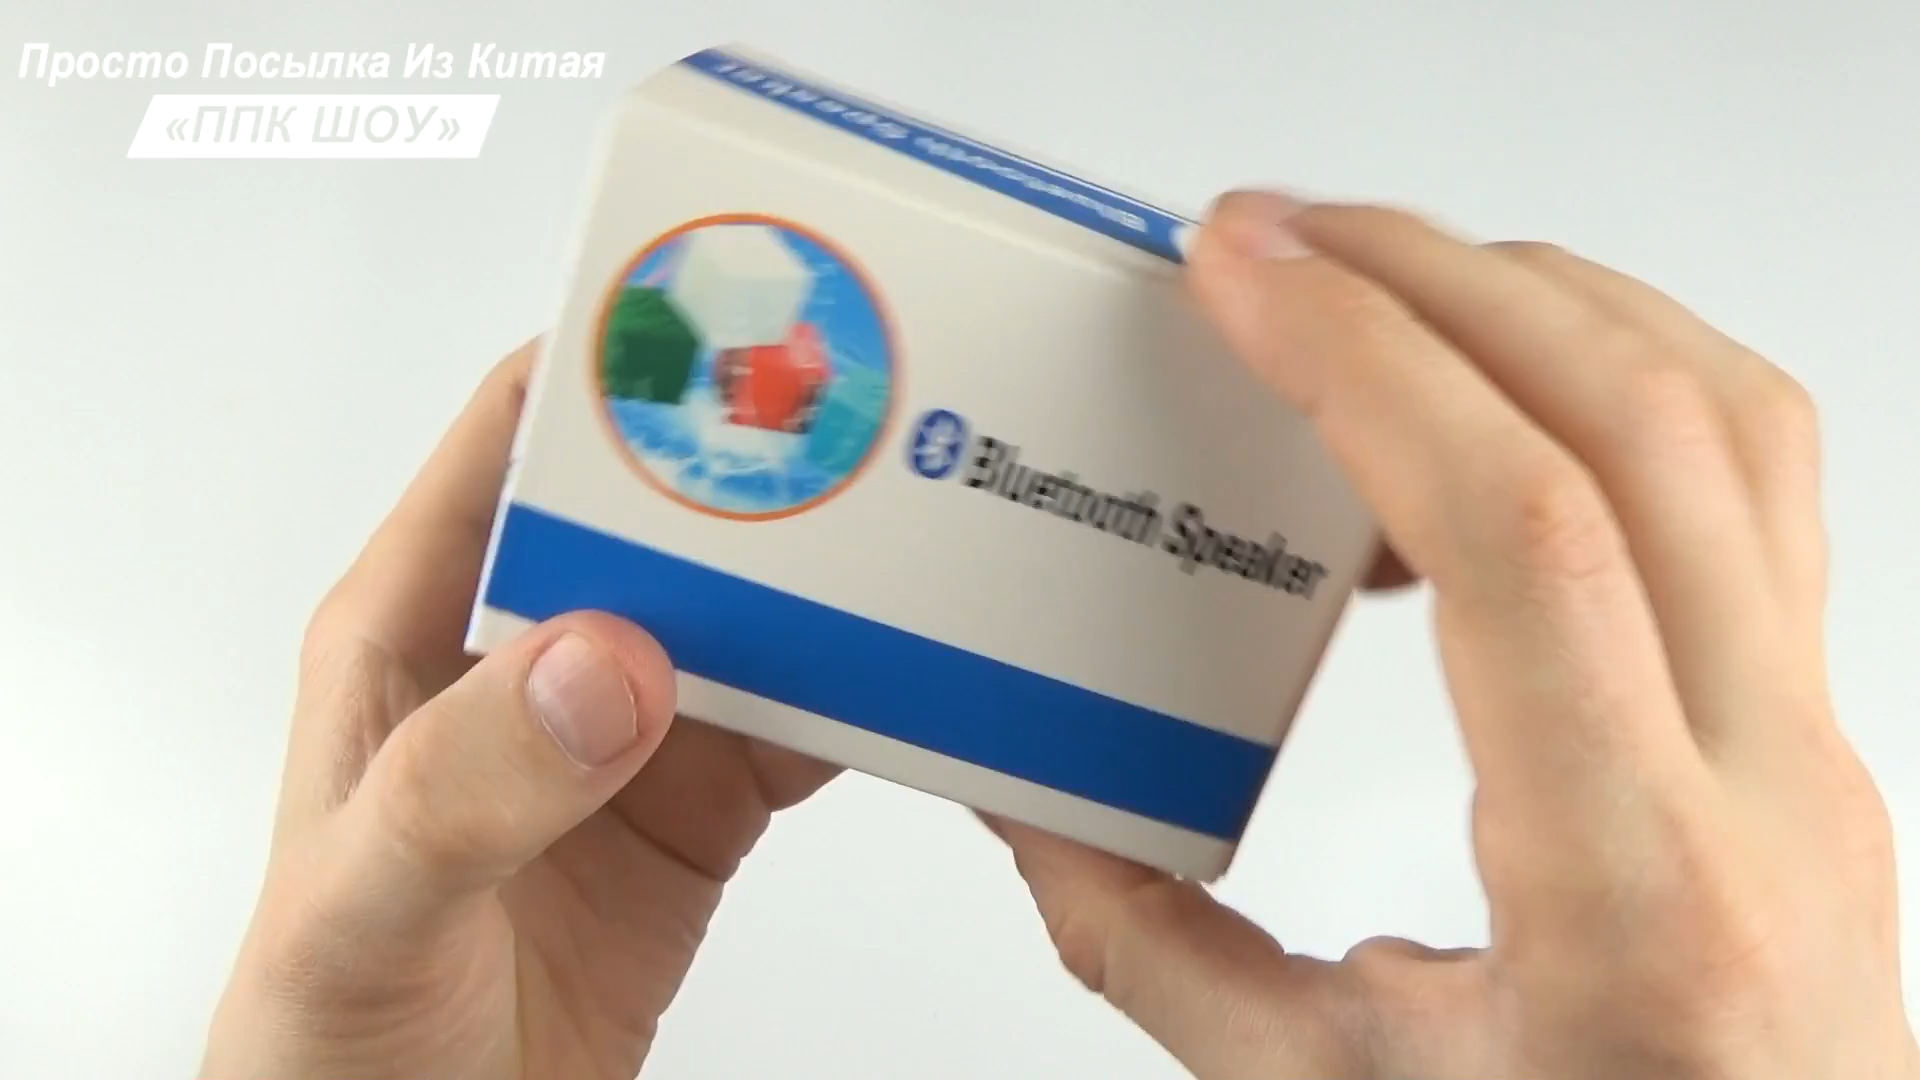 Просто Посылка Из Китая
«ППК ШОУ»
Bluetooth Speaker